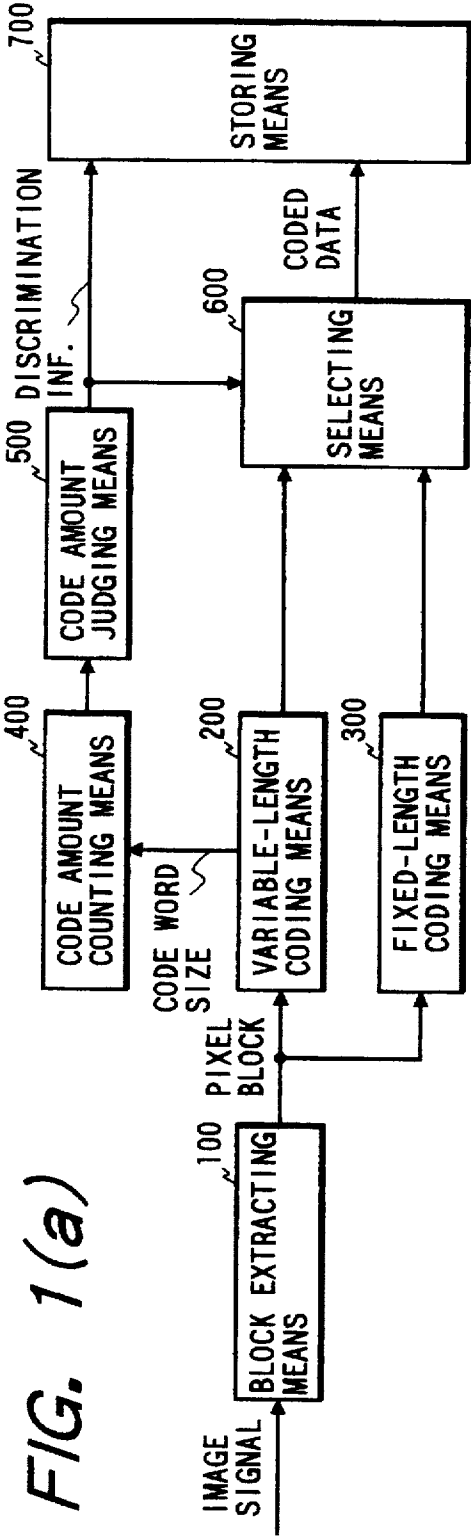 FIG. 1(a)
IMAGE
SIGNAL
100
BLOCK EXTRACTING
MEANS
PIXEL
BLOCK
200
VARIABLE-LENGTH
CODING MEANS
300
FIXED-LENGTH
CODING MEANS
CODE WORD
SIZE
400
CODE AMOUNT
COUNTING MEANS
500
CODE AMOUNT
JUDGING MEANS
DISCRIMINATION
INF.
600
SELECTING
MEANS
CODED
DATA
700
STORING
MEANS